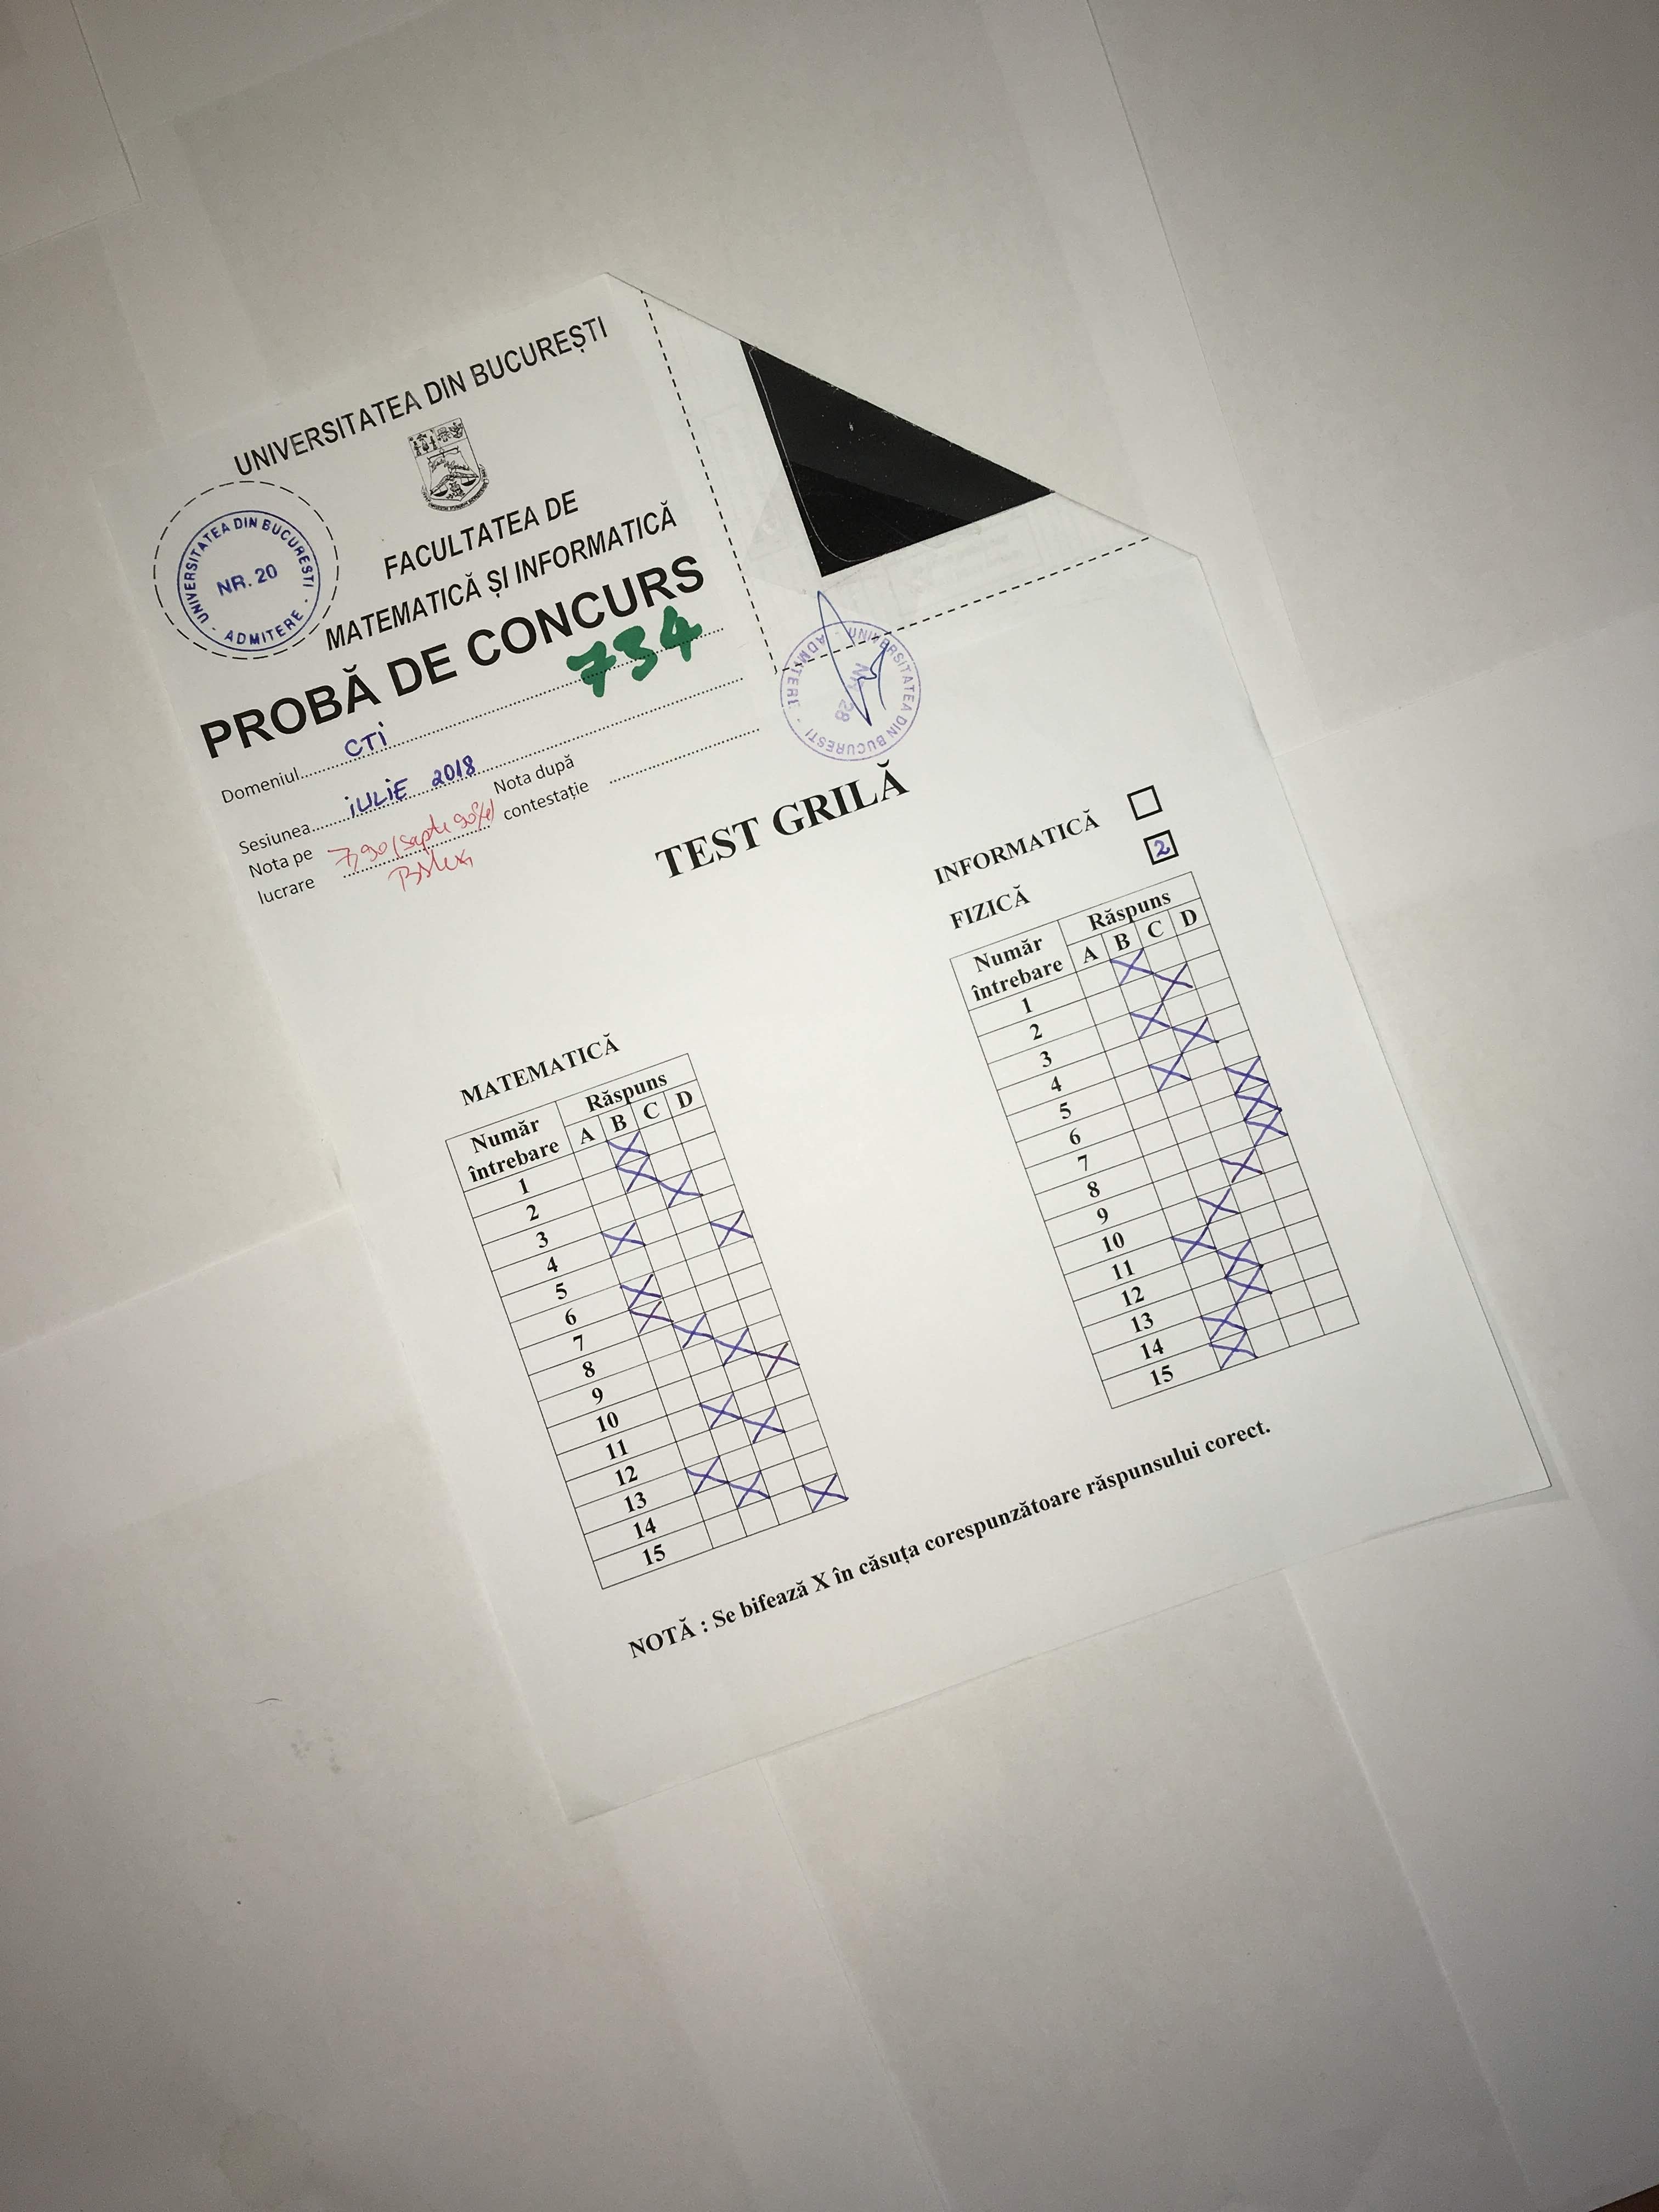 UNIVERSITATEA DIN BUCUREȘTI
FACULTATEA DE
MATEMATICĂ ȘI INFORMATICĂ
UNIVERSITATEA DIN BUCURESTI - ADMITERE -
NR. 20
PROBĂ DE CONCURS
734
Domeniul CTI
Sesiunea iULiE 2018
Nota pe lucrare 7,90 (șapte 90%)
Nota după contestație
UNIVERSITATEA DIN BUCURESTI - ADMITERE -
Nr. 28
TEST GRILĂ
INFORMATICĂ
FIZICĂ 2
MATEMATICĂ
Număr întrebare Răspuns
A B C D
1 X
2 X
3 X
4 X
5 X
6 X
7 X
8 X
9 X
10 X
11 X
12 X
13 X
14 X
15 X
Număr întrebare Răspuns
A B C D
1 X
2 X
3 X
4 X
5 X
6 X
7 X
8 X
9 X
10 X
11 X
12 X
13 X
14 X
15 X
NOTĂ : Se bifează X în căsuța corespunzătoare răspunsului corect.